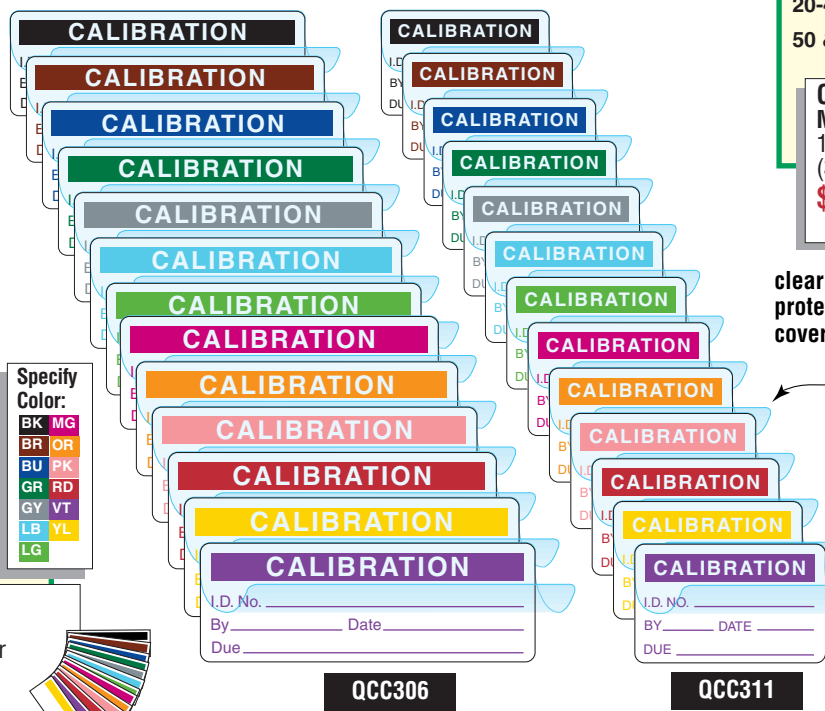 CALIBRATION
CALIBRATION
CALIBRATION
CALIBRATION
CALIBRATION
CALIBRATION
CALIBRATION
CALIBRATION
CALIBRATION
CALIBRATION
CALIBRATION
CALIBRATION
CALIBRATION
I.D. No.
By Date
Due
QCC306
CALIBRATION
CALIBRATION
CALIBRATION
CALIBRATION
CALIBRATION
CALIBRATION
CALIBRATION
CALIBRATION
CALIBRATION
CALIBRATION
CALIBRATION
CALIBRATION
CALIBRATION
I.D. NO.
BY DATE
DUE
QCC311
Specify
Color:
BK MG
BR OR
BU PK
GR RD
GY VT
LB YL
LG
50
clear